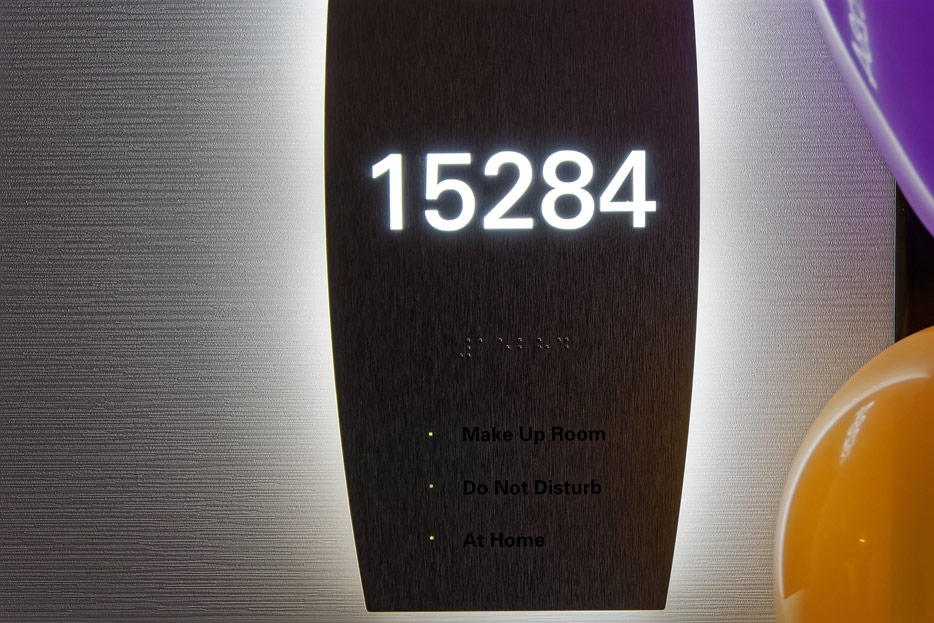 15284
Make Up Room
Do Not Disturb
At Home